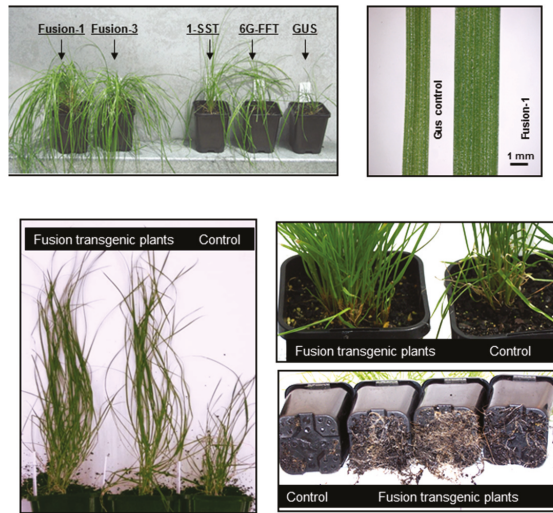 Fusion-1 Fusion-3 1-SST 6G-FFT GUS
Gus control
Fusion-1
1 mm
Fusion transgenic plants Control
Fusion transgenic plants Control
Control Fusion transgenic plants